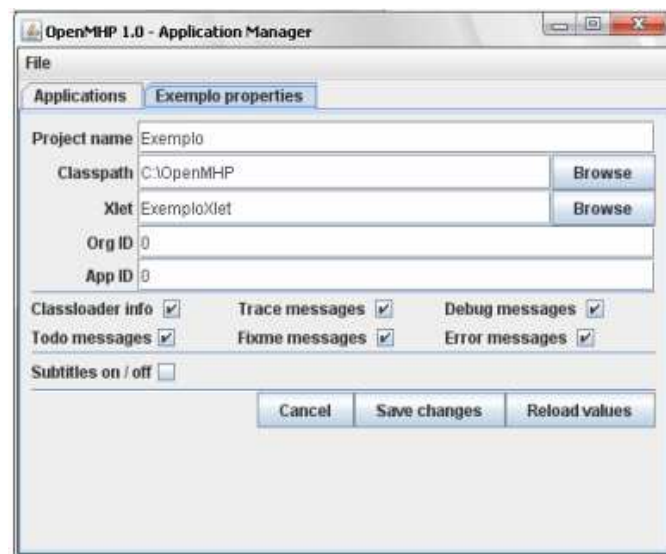 OpenMHP 1.0 - Application Manager
File
Applications Exemplo properties
Project name Exemplo
Classpath C:\OpenMHP Browse
Xlet ExemploXlet Browse
Org ID 0
App ID 0
Classloader info Trace messages Debug messages
Todo messages Fixme messages Error messages
Subtitles on / off
Cancel Save changes Reload values